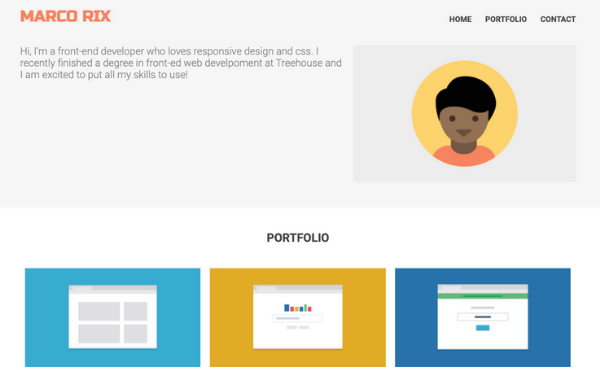 MARCO RIX
HOME PORTFOLIO CONTACT
Hi, I'm a front-end developer who loves responsive design and css. I
recently finished a degree in front-ed web develpoment at Treehouse and
I am excited to put all my skills to use!
PORTFOLIO